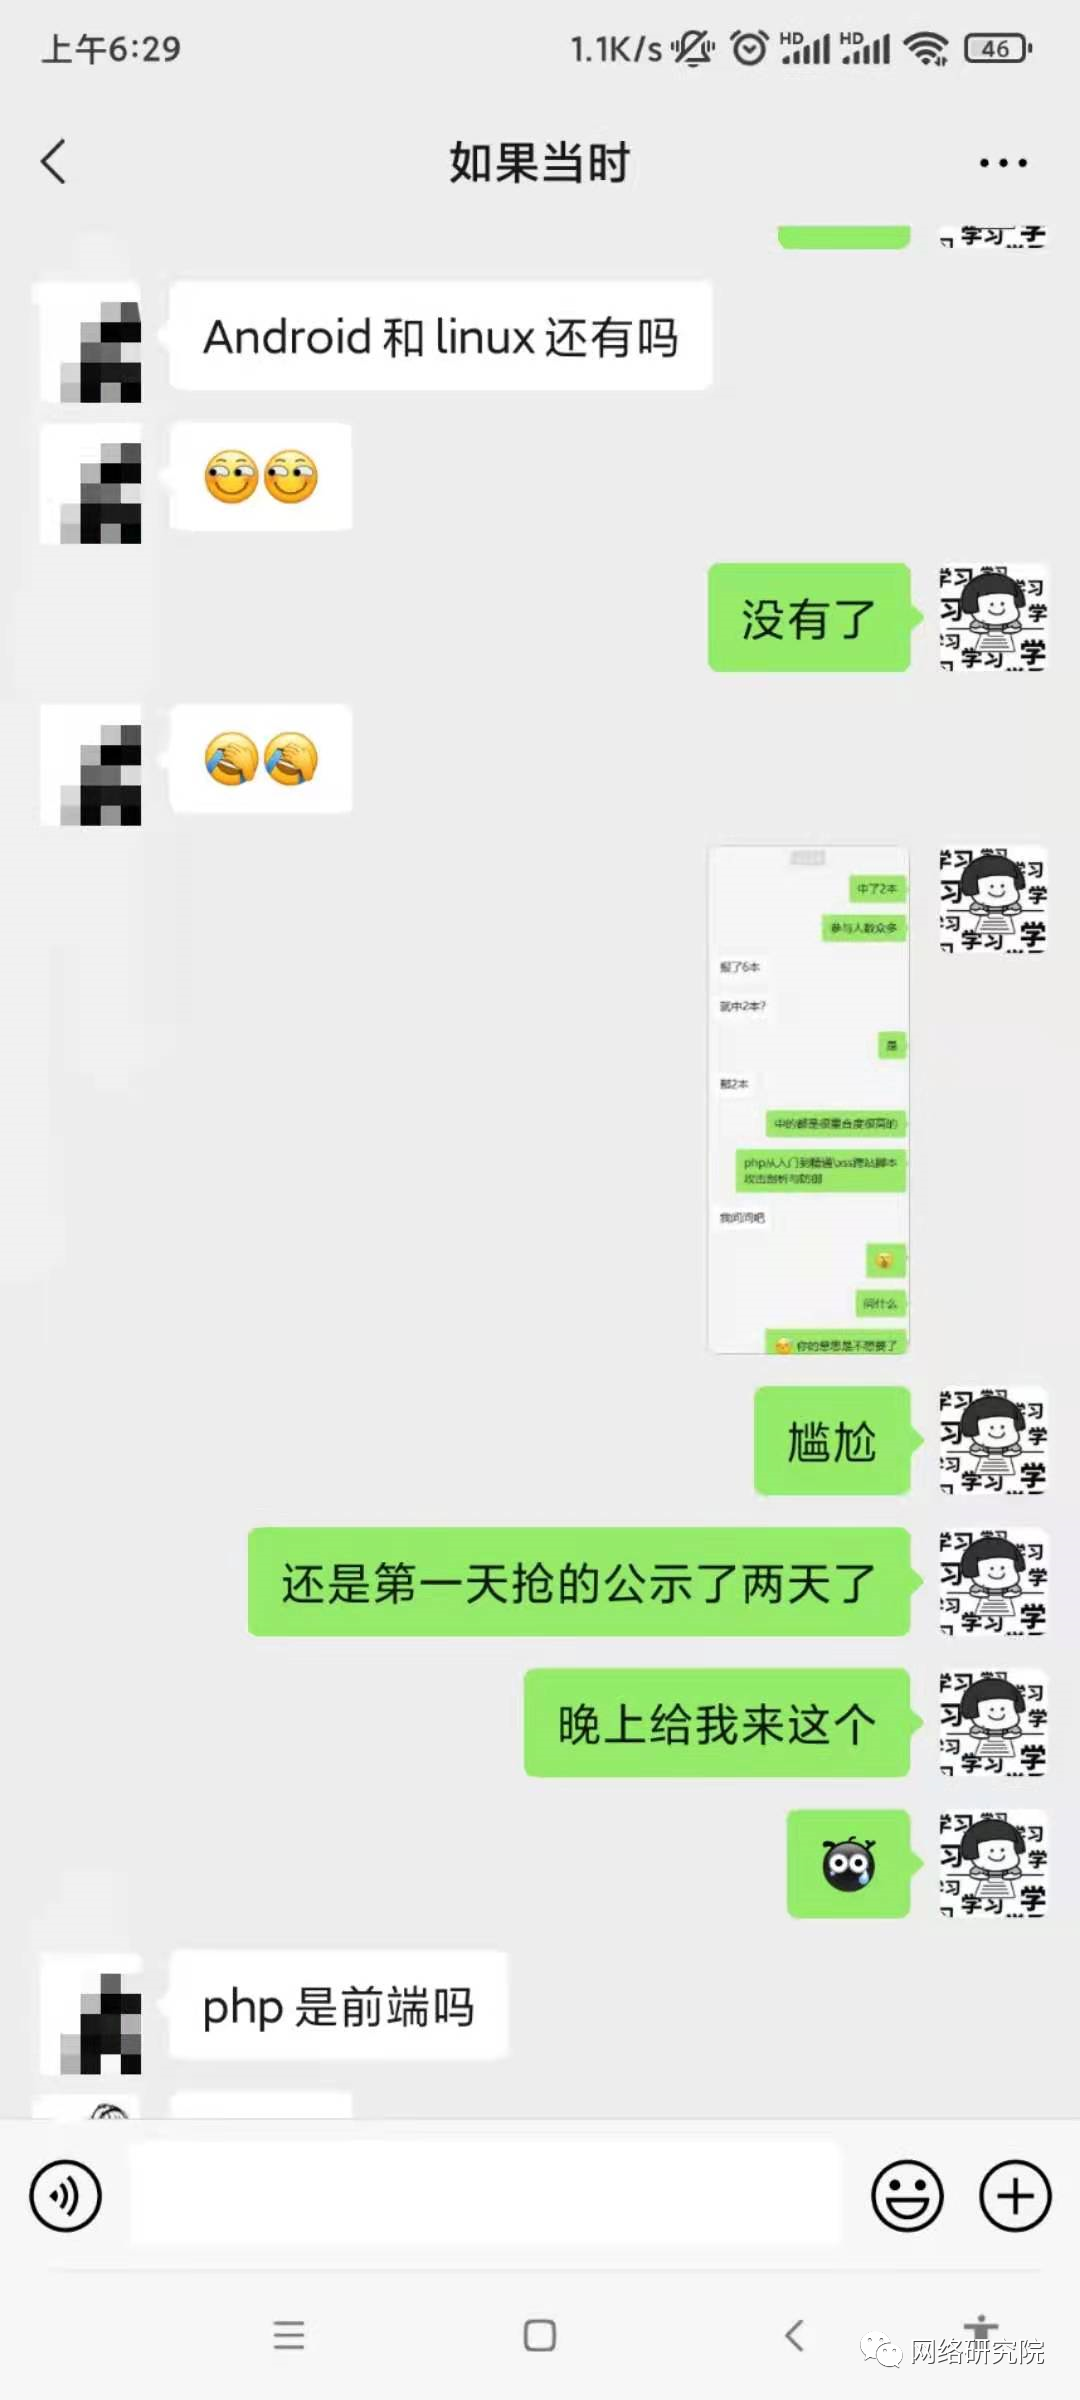 上午6:29
1.1K/s
HD
HD
46
如果当时
Android 和 linux 还有吗
没有了
中了2本
参与人数众多
报了6本
就中2本?
是
那2本
中的都是很重合度很高的
php从入门到精通\xss跨站脚本
攻击剖析与防御
我问问吧
问什么
你的意思是不想要了
尴尬
还是第一天抢的公示了两天了
晚上给我来这个
php 是前端吗
网络研究院